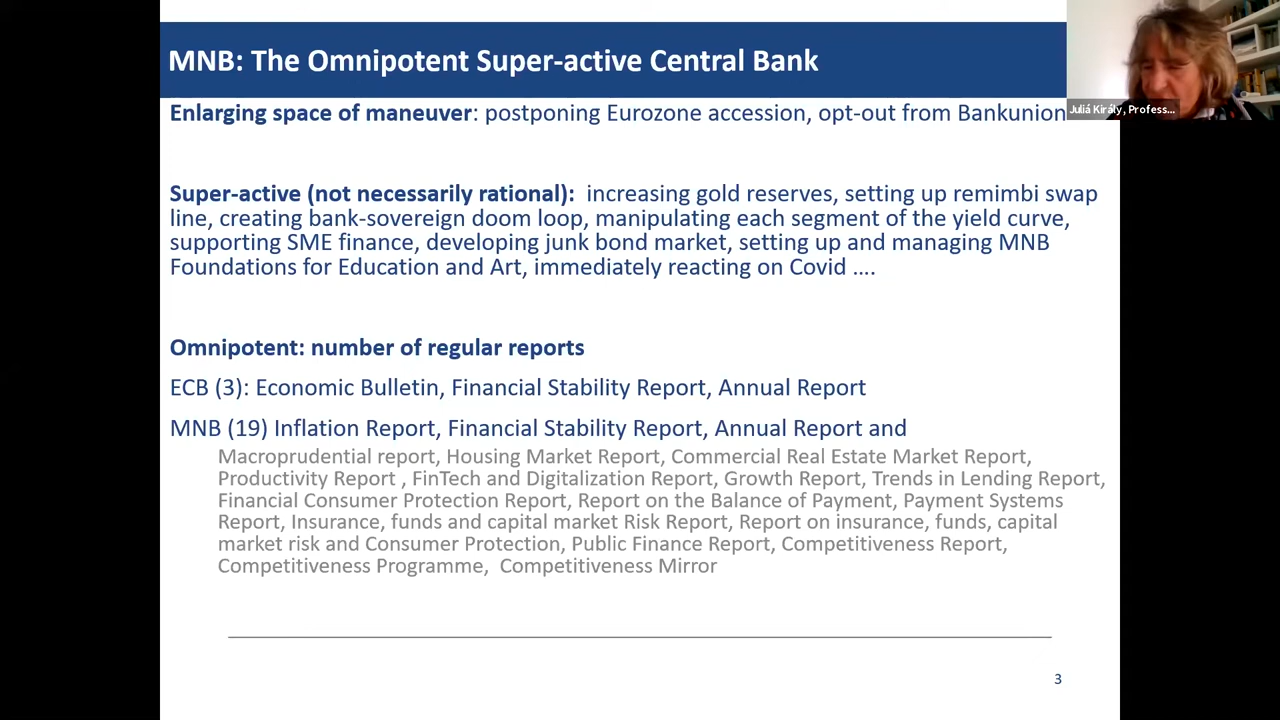 MNB: The Omnipotent Super-active Central Bank
Juliá Király, Profess...
Enlarging space of maneuver: postponing Eurozone accession, opt-out from Bankunion
Super-active (not necessarily rational): increasing gold reserves, setting up remimbi swap
line, creating bank-sovereign doom loop, manipulating each segment of the yield curve,
supporting SME finance, developing junk bond market, setting up and managing MNB
Foundations for Education and Art, immediately reacting on Covid ....
Omnipotent: number of regular reports
ECB (3): Economic Bulletin, Financial Stability Report, Annual Report
MNB (19) Inflation Report, Financial Stability Report, Annual Report and
Macroprudential report, Housing Market Report, Commercial Real Estate Market Report,
Productivity Report , FinTech and Digitalization Report, Growth Report, Trends in Lending Report,
Financial Consumer Protection Report, Report on the Balance of Payment, Payment Systems
Report, Insurance, funds and capital market Risk Report, Report on insurance, funds, capital
market risk and Consumer Protection, Public Finance Report, Competitiveness Report,
Competitiveness Programme, Competitiveness Mirror
3